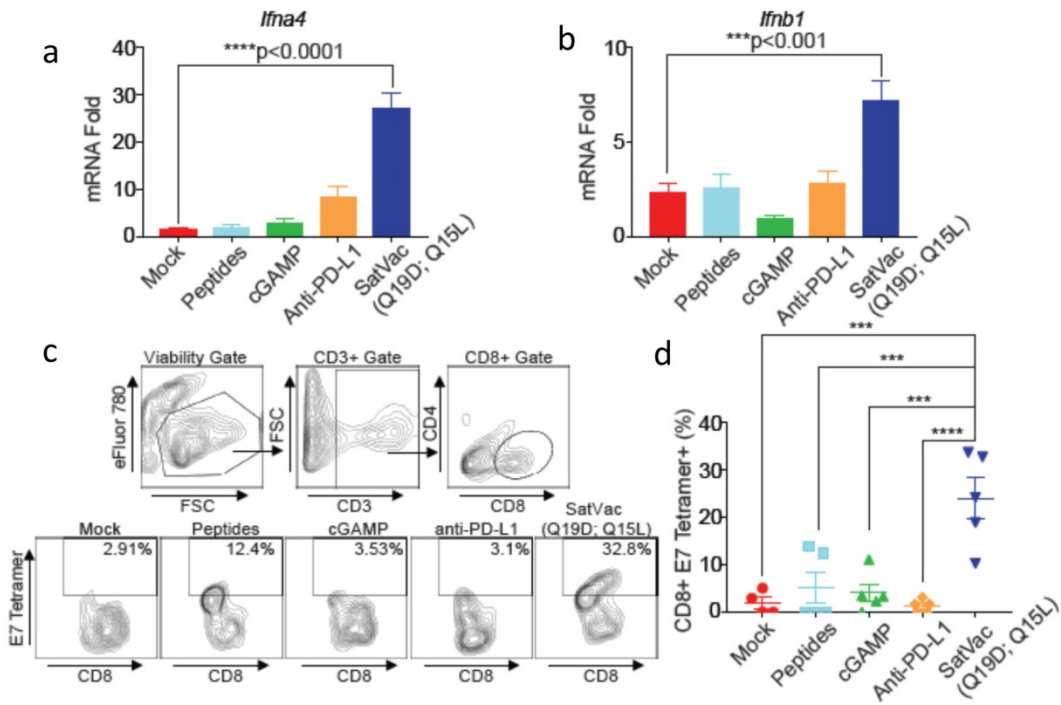 a
Ifna4
****p<0.0001
mRNA Fold
40
30
20
10
0
Mock
Peptides
cGAMP
Anti-PD-L1
SatVac
(Q19D; Q15L)
b
Ifnb1
***p<0.001
mRNA Fold
10
5
0
Mock
Peptides
cGAMP
Anti-PD-L1
SatVac
(Q19D; Q15L)
c
Viability Gate
CD3+ Gate
CD8+ Gate
eFluor 780
FSC
CD4
FSC
CD3
CD8
Mock
Peptides
cGAMP
anti-PD-L1
SatVac
(Q19D; Q15L)
2.91%
12.4%
3.53%
3.1%
32.8%
E7 Tetramer
CD8
CD8
CD8
CD8
CD8
d
***
***
***
****
CD8+ E7 Tetramer+ (%)
40
30
20
10
0
Mock
Peptides
cGAMP
Anti-PD-L1
SatVac
(Q19D; Q15L)